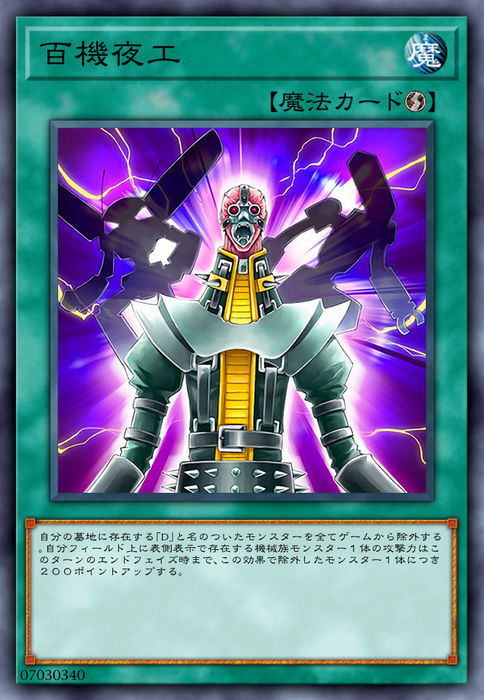 百機夜工
魔
【魔法カード】
自分の墓地に存在する「D」と名のついたモンスターを全てゲームから除外する
。自分フィールド上に表側表示で存在する機械族モンスター1体の攻撃力はこ
のターンのエンドフェイズ時まで、この効果で除外したモンスター1体につき
200ポイントアップする。
07030340